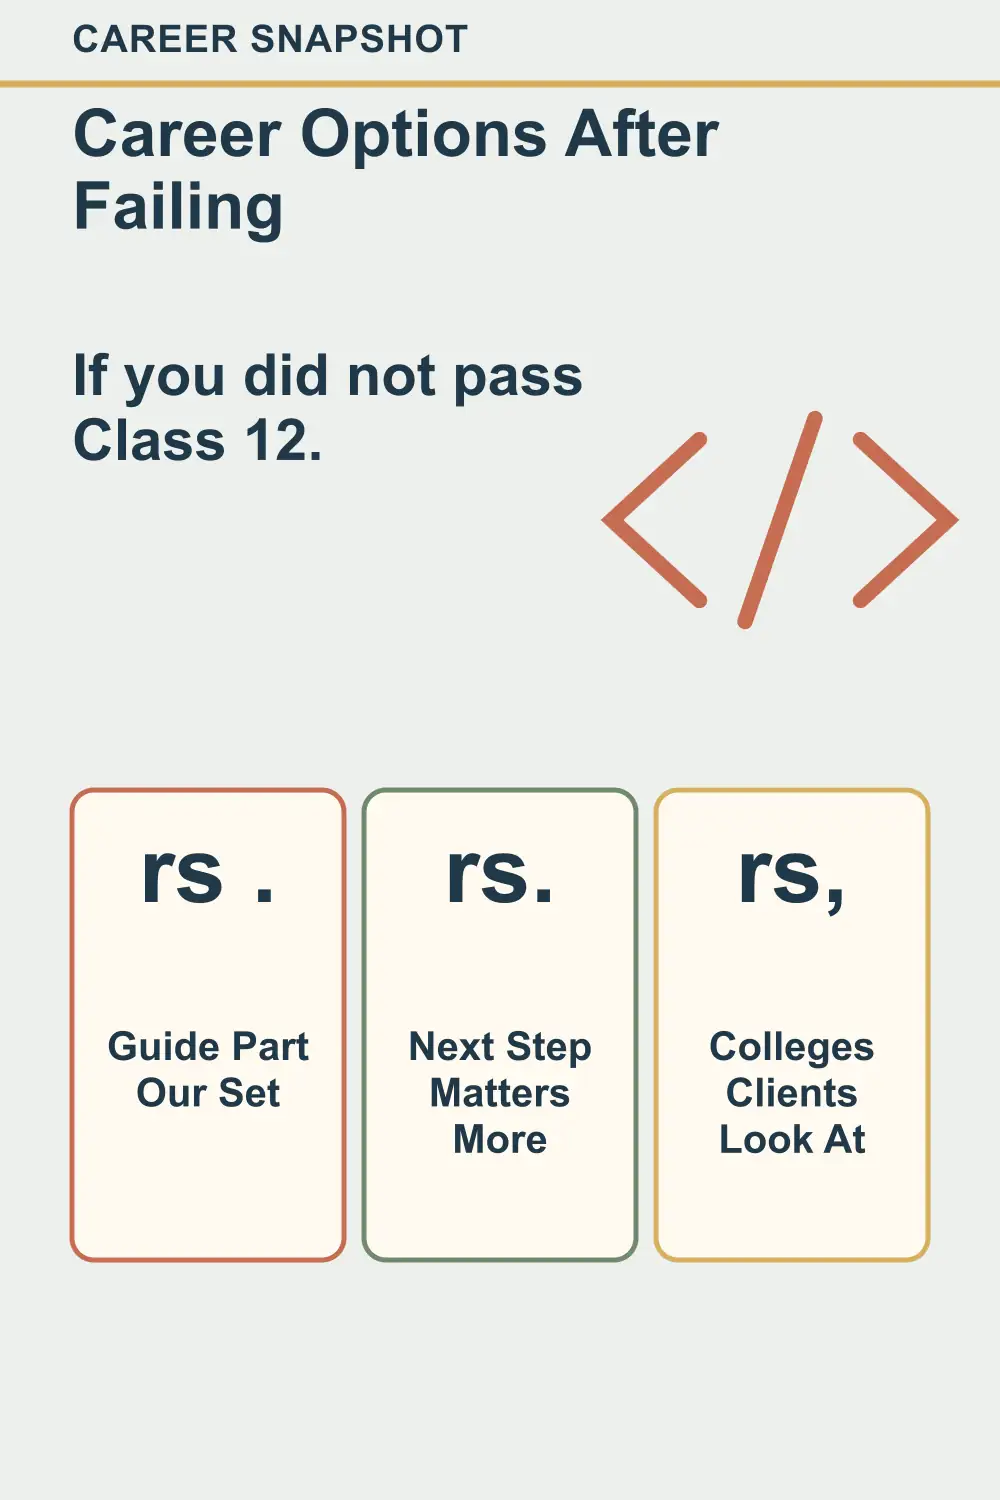 CAREER SNAPSHOT
Career Options After
Failing
If you did not pass
Class 12.
rs .
Guide Part
Our Set
rs.
Next Step
Matters
More
rs,
Colleges
Clients
Look At